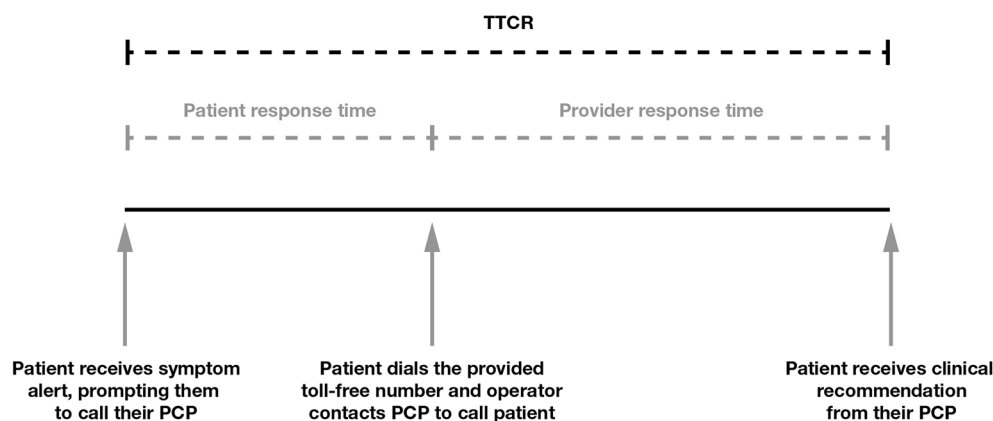 TTCR
Patient response time
Provider response time
Patient receives symptom
alert, prompting them
to call their PCP
Patient dials the provided
toll-free number and operator
contacts PCP to call patient
Patient receives clinical
recommendation
from their PCP